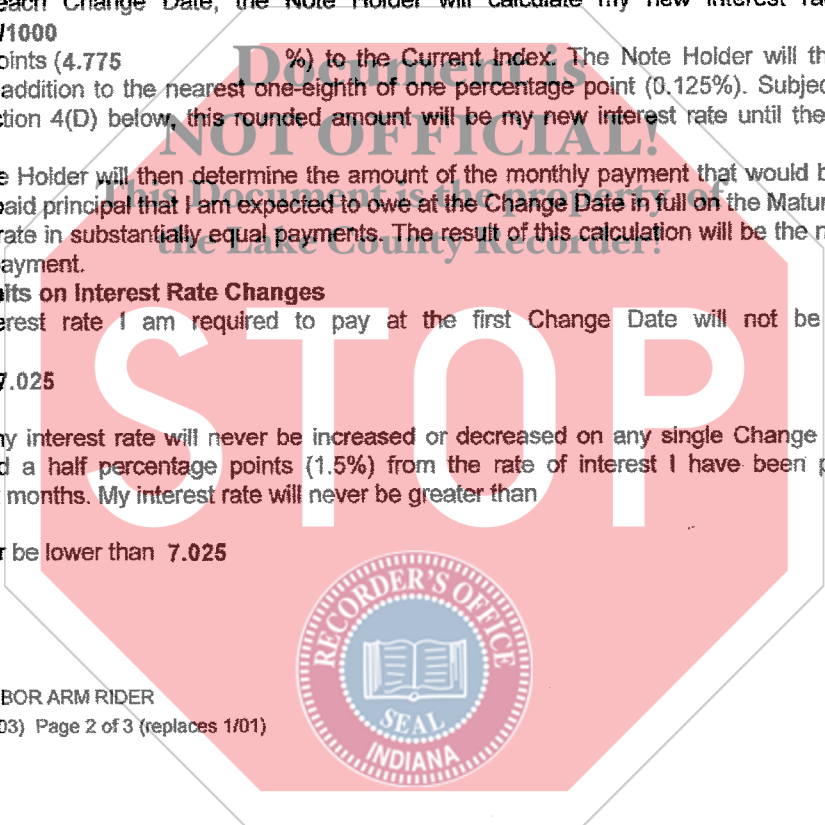 each Change Date, the Note Holder will calculate my new interest ra
/1000
oints (4.775 %) to the Current Index. The Note Holder will th
addition to the nearest one-eighth of one percentage point (0.125%). Subjec
tion 4(D) below, this rounded amount will be my new interest rate until the
e Holder will then determine the amount of the monthly payment that would b
paid principal that I am expected to owe at the Change Date in full on the Matur
rate in substantially equal payments. The result of this calculation will be the n
ayment.
its on Interest Rate Changes
erest rate I am required to pay at the first Change Date will not be
7.025
ny interest rate will never be increased or decreased on any single Change
d a half percentage points (1.5%) from the rate of interest I have been p
months. My interest rate will never be greater than
r be lower than 7.025
BOR ARM RIDER
03) Page 2 of 3 (replaces 1/01)
Document is
NOT OFFICIAL!
This Document is the property of
the Lake County Recorder!
STOP
RECORDER'S OFFICE
SEAL
INDIANA